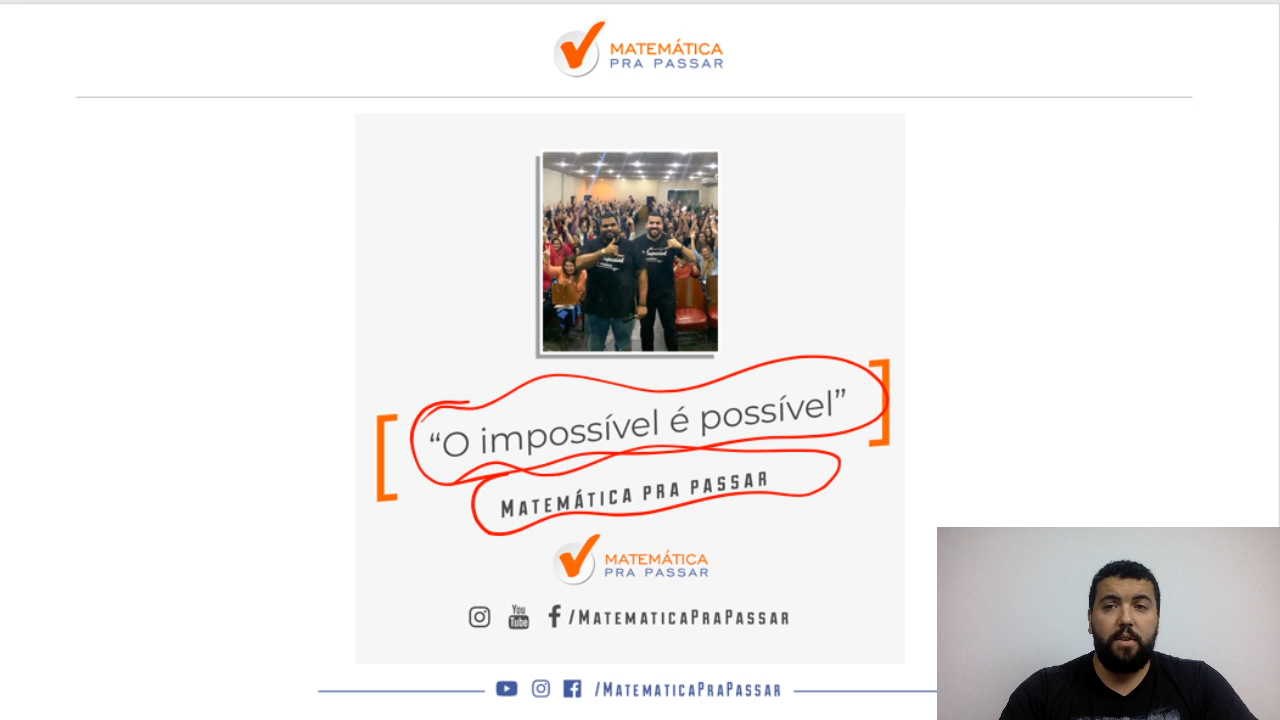 MATEMÁTICA
PRA PASSAR
“O impossível é possível”
MATEMÁTICA PRA PASSAR
MATEMÁTICA
PRA PASSAR
You
Tube
/MATEMATICAPRAPASSAR
/MATEMATICAPRAPASSAR